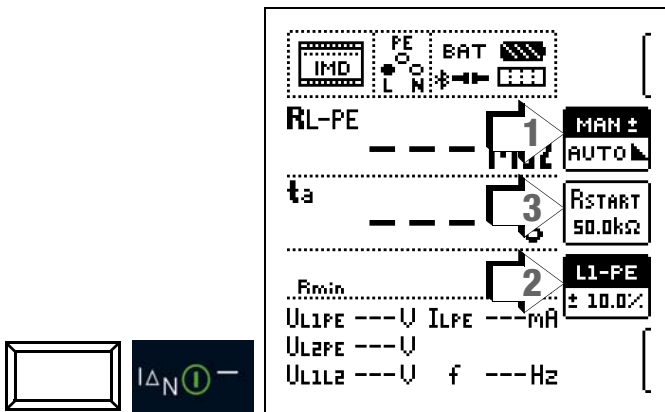 IMD PE L N BAT
RL-PE 1 MAN ±
--- AUTO
ta 3 RSTART
--- 50.0kΩ
2 L1-PE
Rmin ± 10.0%
UL1PE ---V ILPE ---mA
UL2PE ---V
UL1L2 ---V f ---Hz
IΔN